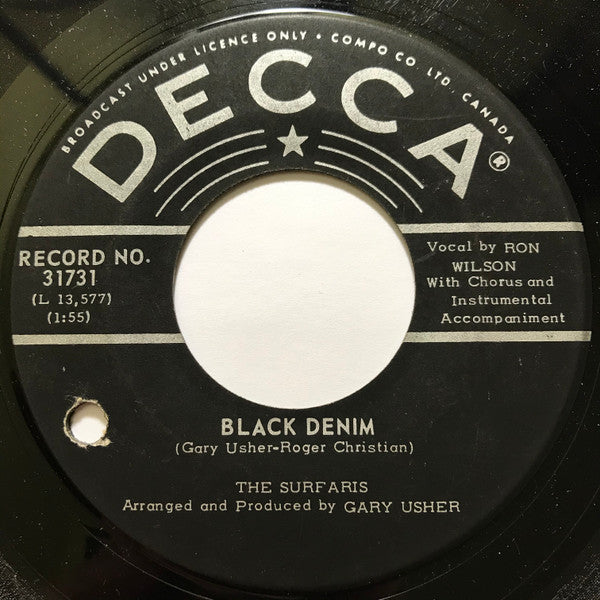 BROADCAST UNDER LICENCE ONLY • COMPO CO. LTD., CANADA
DECCA®
RECORD NO.
31731
(L 13,577)
(1:55)
Vocal by RON
WILSON
With Chorus and
Instrumental
Accompaniment
BLACK DENIM
(Gary Usher-Roger Christian)
THE SURFARIS
Arranged and Produced by GARY USHER